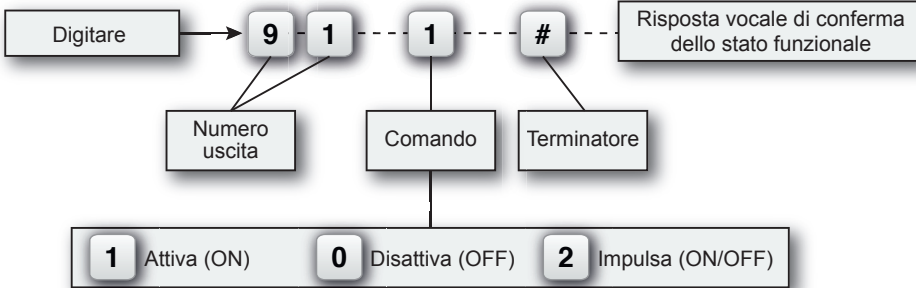 Digitare
9 1 1 #
Risposta vocale di conferma
dello stato funzionale
Numero
uscita
Comando
Terminatore
1 Attiva (ON) 0 Disattiva (OFF) 2 Impulsa (ON/OFF)